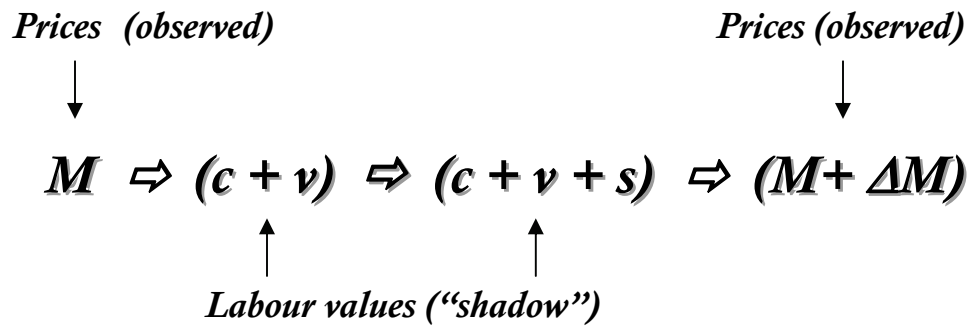 Prices (observed) Prices (observed)
M ⇨ (c + v) ⇨ (c + v + s) ⇨ (M+ ΔM)
Labour values (“shadow”)